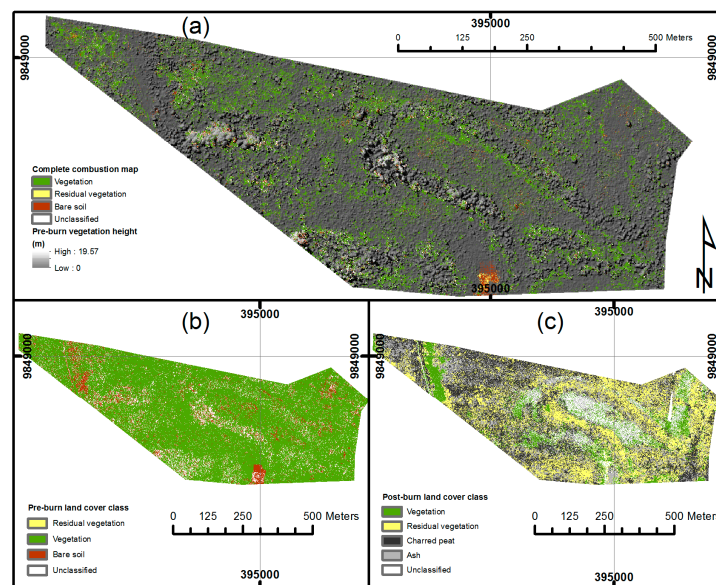 (a)
395000
0 125 250 500 Meters
9849000
9849000
Complete combustion map
Vegetation
Residual vegetation
Bare soil
Unclassified
Pre-burn vegetation height
(m)
High : 19.57
Low : 0
N
395000
(b)
395000
9849000
9849000
Pre-burn land cover class
Residual vegetation
Vegetation
Bare soil
Unclassified
0 125 250 500 Meters
395000
(c)
395000
9849000
9849000
Post-burn land cover class
Vegetation
Residual vegetation
Charred peat
Ash
Unclassified
0 125 250 500 Meters
395000